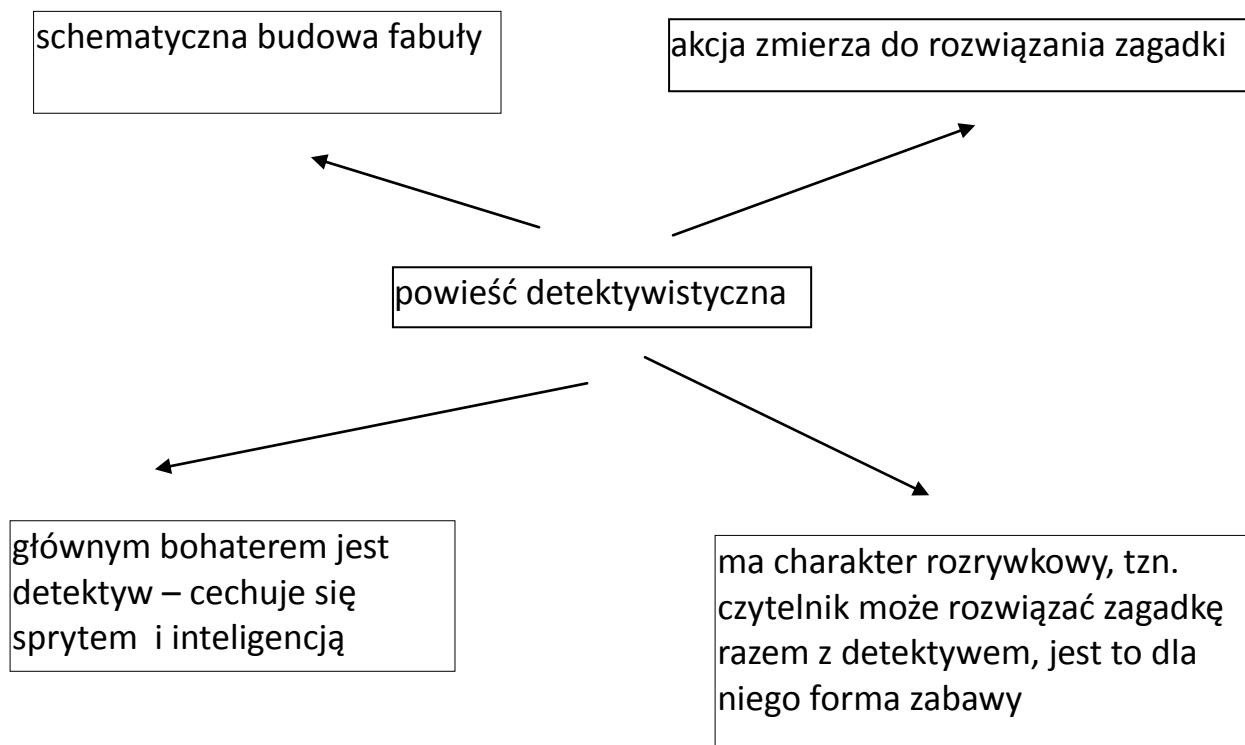 schematyczna budowa fabuły
akcja zmierza do rozwiązania zagadki
powieść detektywistyczna
głównym bohaterem jest
detektyw – cechuje się
sprytem  i inteligencją
ma charakter rozrywkowy, tzn.
czytelnik może rozwiązać zagadkę
razem z detektywem, jest to dla
niego forma zabawy